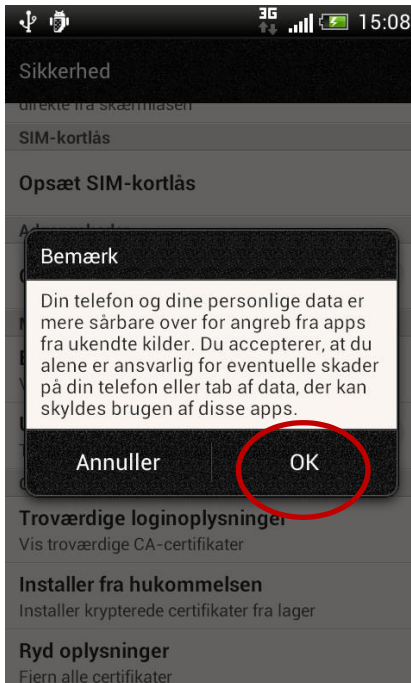 3G
15:08
Sikkerhed
direkte fra skærmlåsen
SIM-kortlås
Opsæt SIM-kortlås
Bemærk
Din telefon og dine personlige data er
mere sårbare over for angreb fra apps
fra ukendte kilder. Du accepterer, at du
alene er ansvarlig for eventuelle skader
på din telefon eller tab af data, der kan
skyldes brugen af disse apps.
Annuller
OK
Troværdige loginoplysninger
Vis troværdige CA-certifikater
Installer fra hukommelsen
Installer krypterede certifikater fra lager
Ryd oplysninger
Fjern alle certifikater